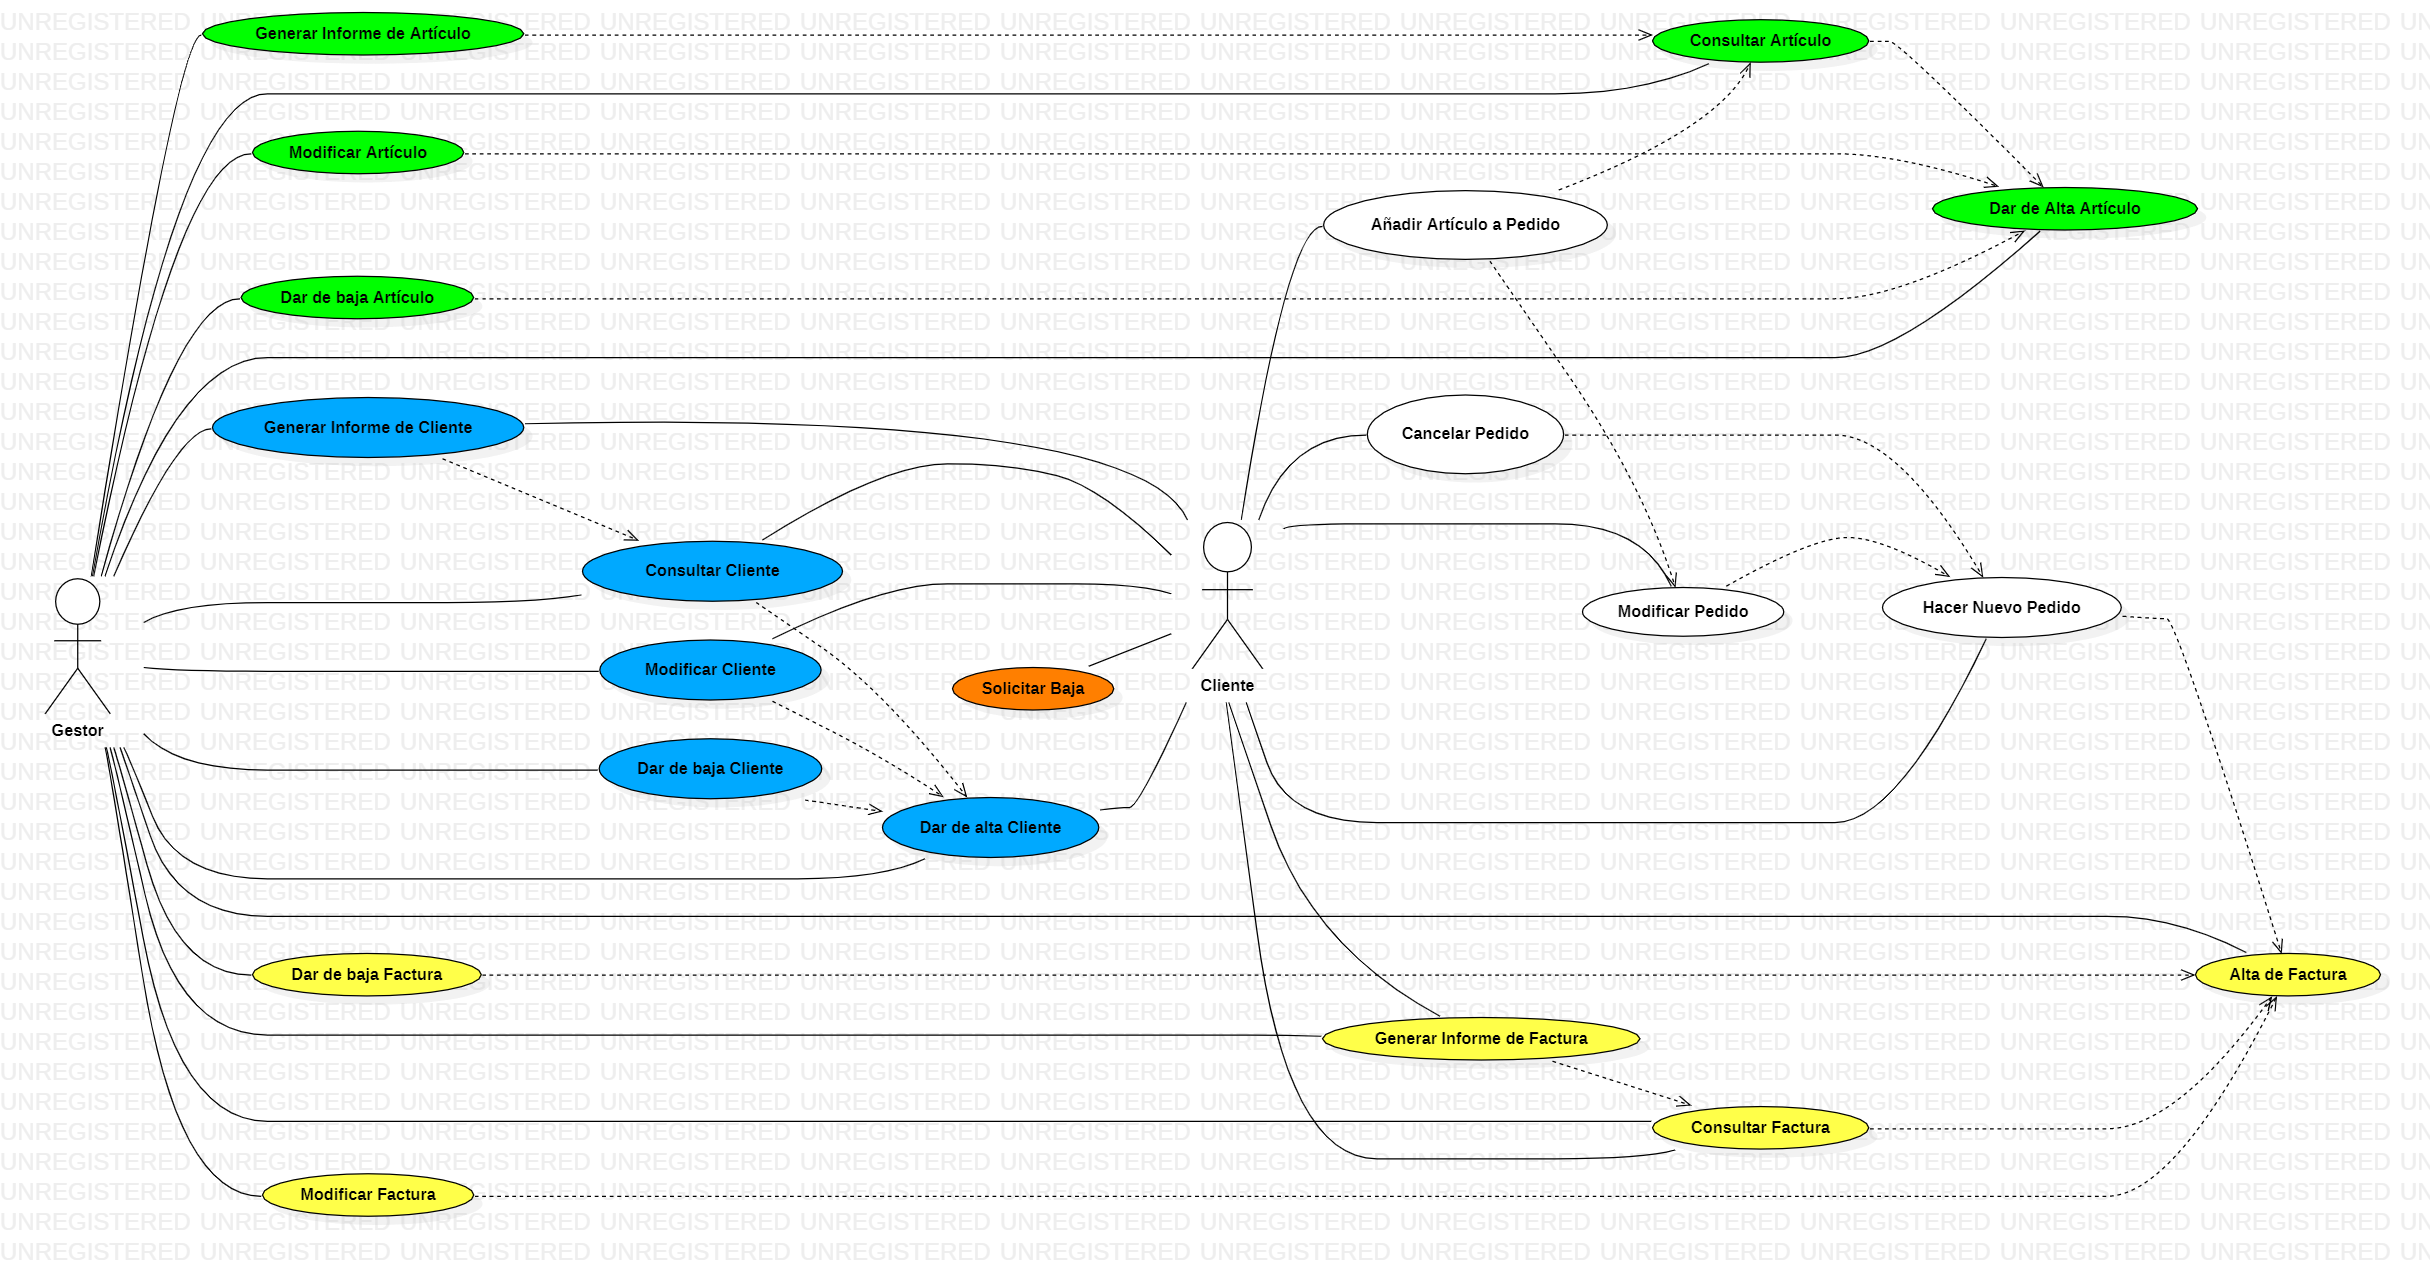 Generar Informe de Artículo
Consultar Artículo
Modificar Artículo
Dar de Alta Artículo
Añadir Artículo a Pedido
Dar de baja Artículo
Generar Informe de Cliente
Cancelar Pedido
Consultar Cliente
Modificar Pedido
Hacer Nuevo Pedido
Modificar Cliente
Solicitar Baja
Cliente
Gestor
Dar de baja Cliente
Dar de alta Cliente
Dar de baja Factura
Alta de Factura
Generar Informe de Factura
Consultar Factura
Modificar Factura
UNREGISTERED